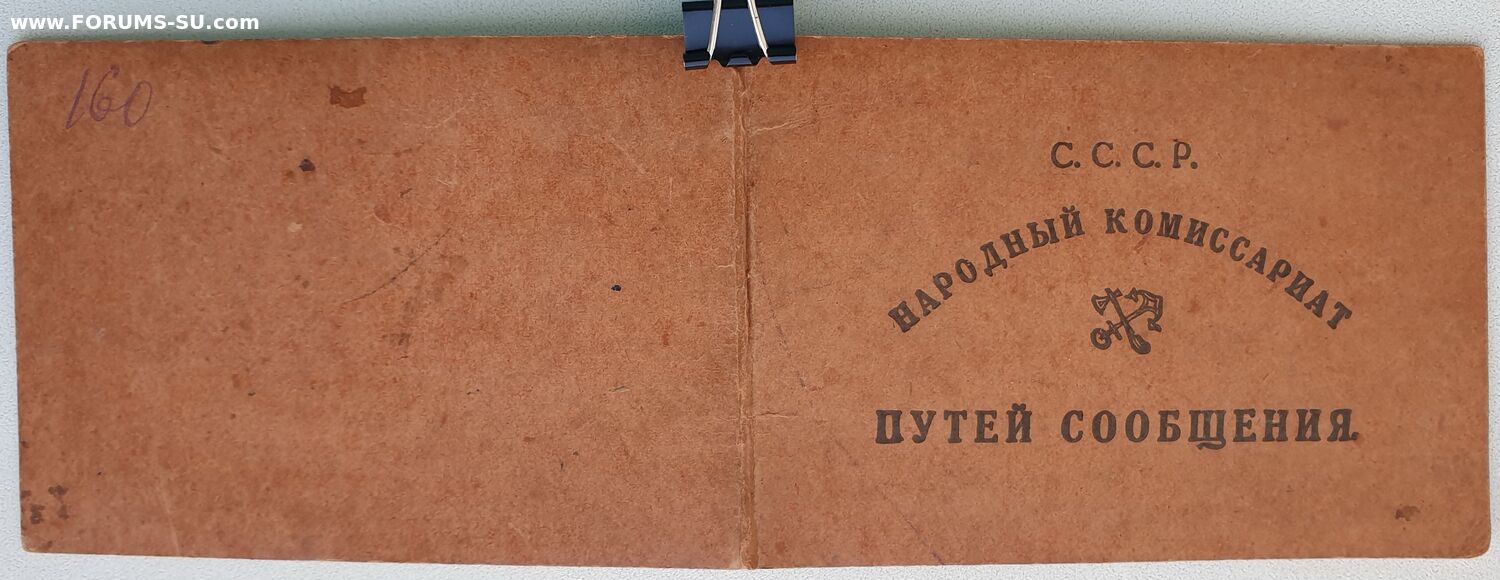 www.FORUMS-SU.com
160
С. С. С. Р.
НАРОДНЫЙ КОМИССАРИАТ
ПУТЕЙ СООБЩЕНИЯ.